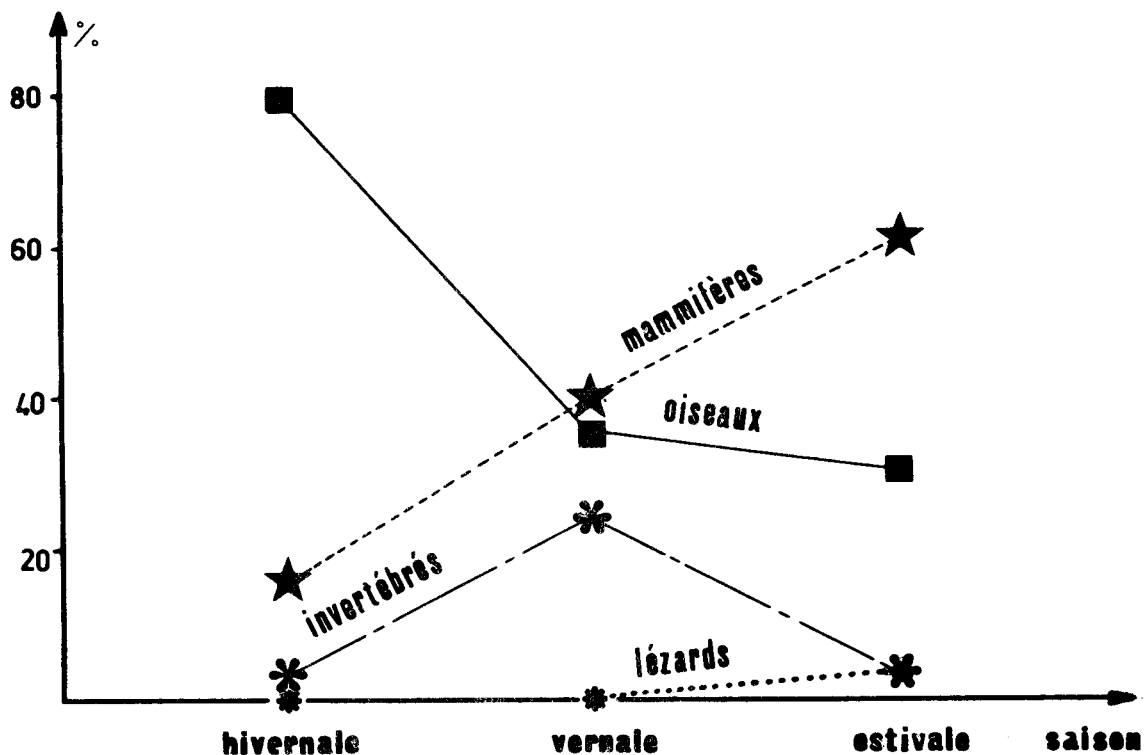 %
80
60
mammifères
40
oiseaux
20
invertébrés
lézards
hivernale vernale estivale saison